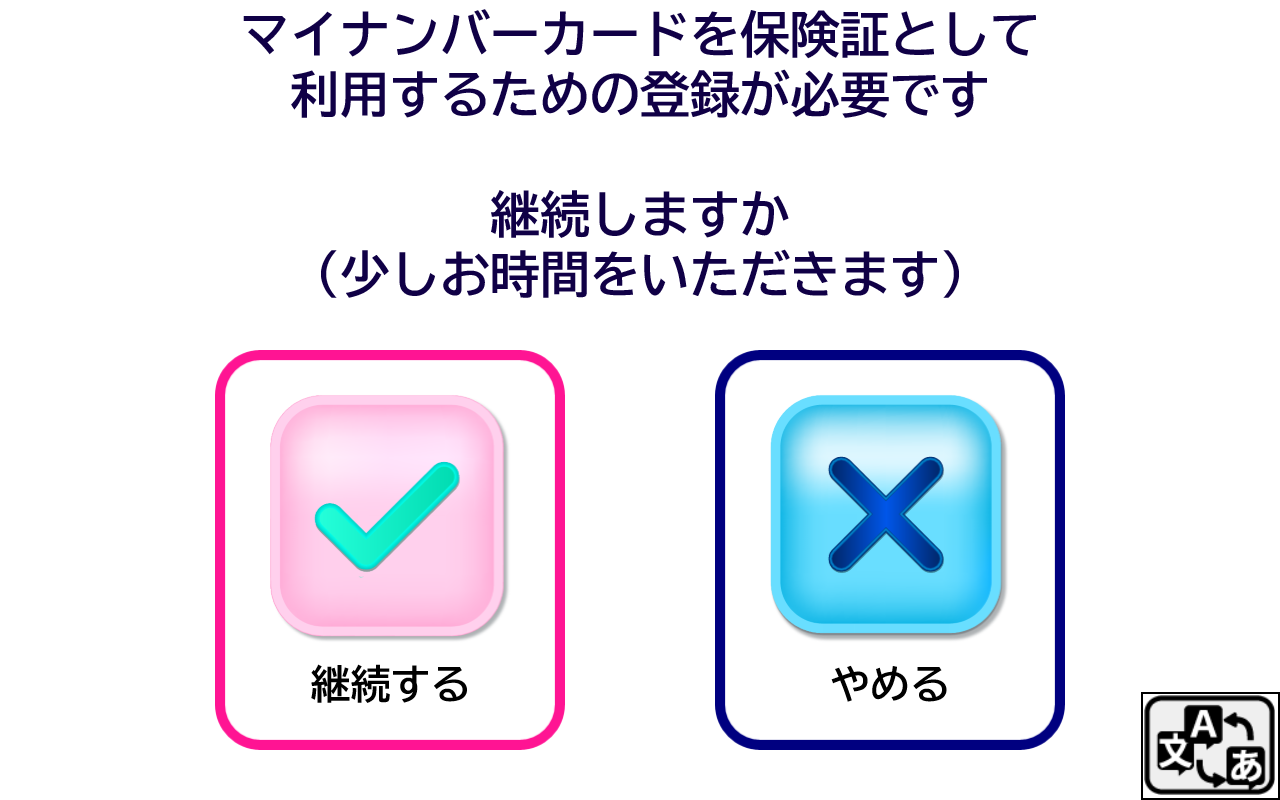 マイナンバーカードを保険証として
利用するための登録が必要です
継続しますか
（少しお時間をいただきます）
継続する
やめる
A
文
あ